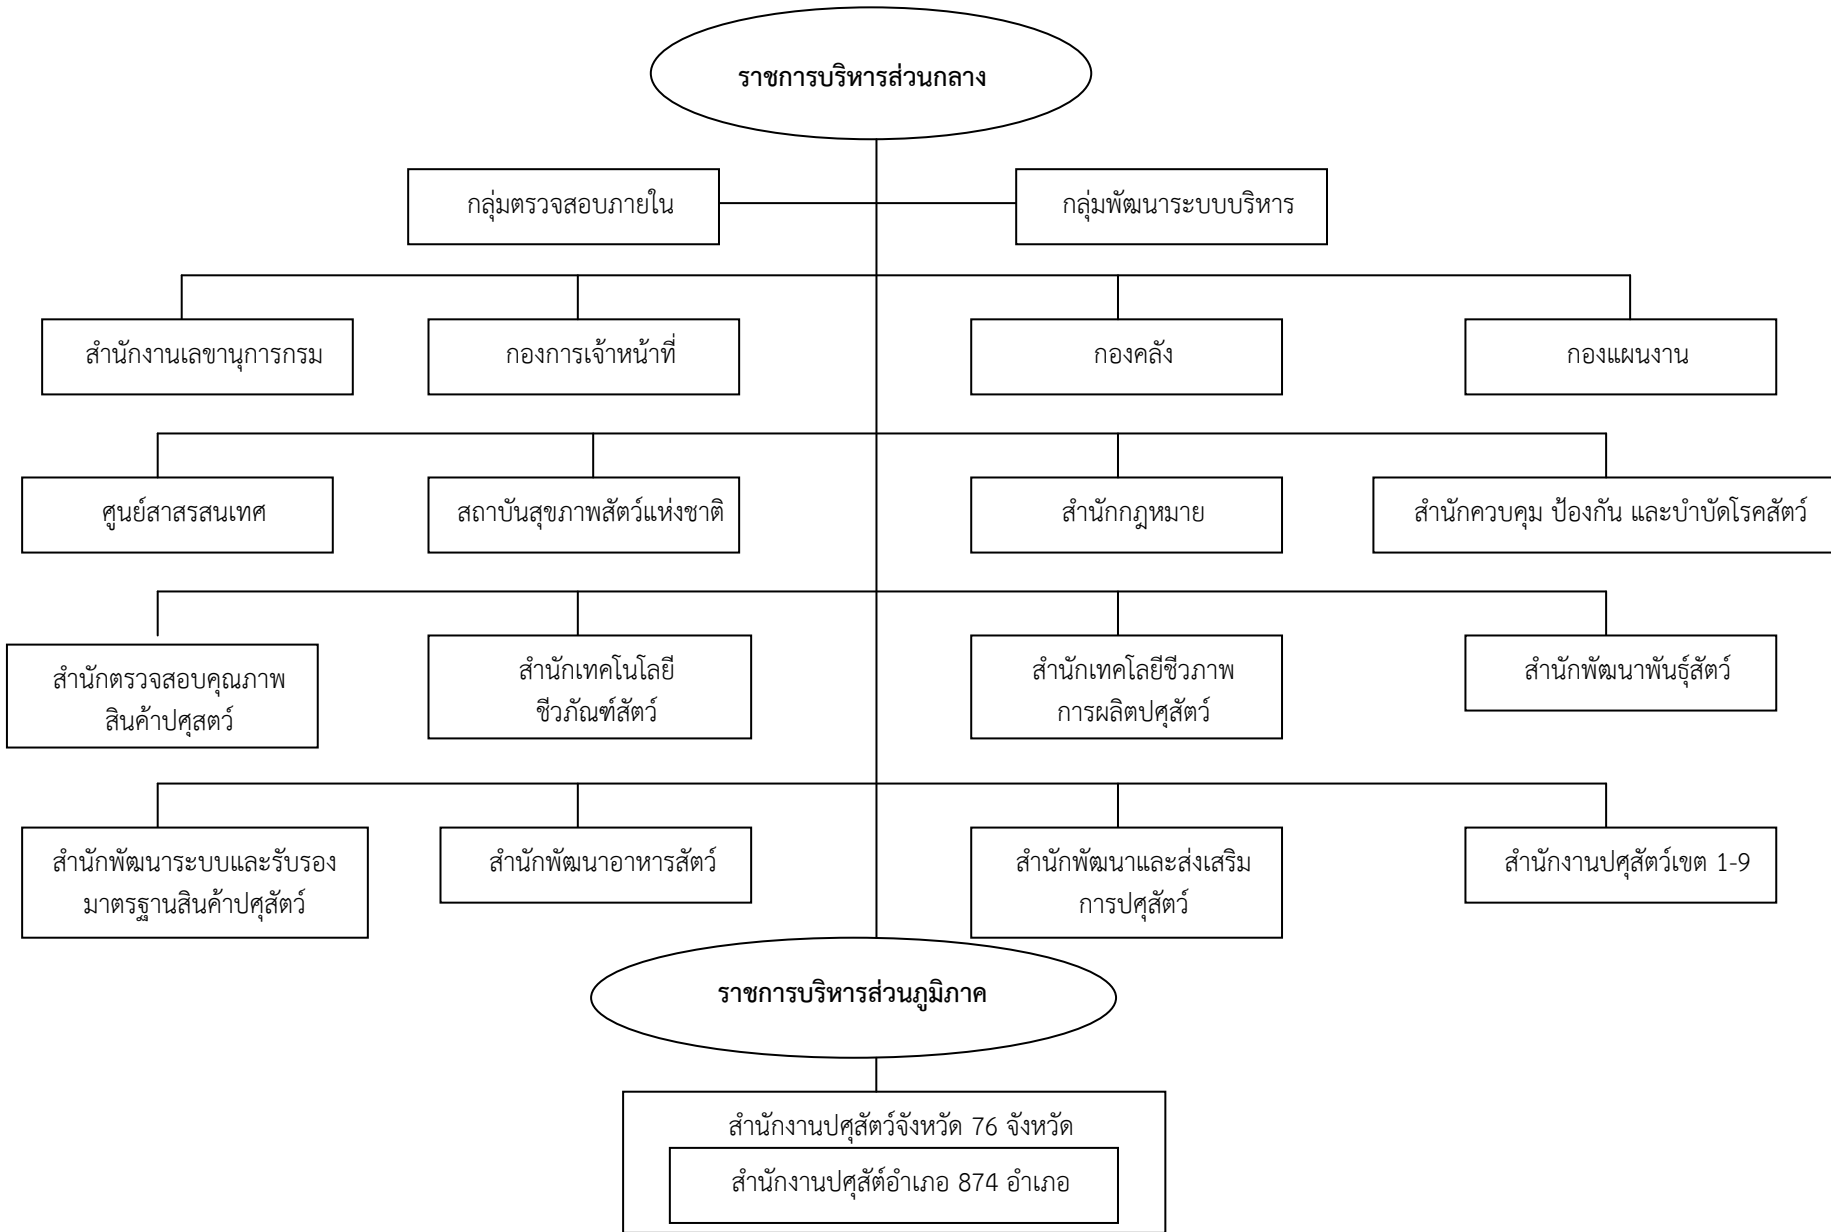 ราชการบริหารส่วนกลาง
กลุ่มตรวจสอบภายใน
กลุ่มพัฒนาระบบบริหาร
สำนักงานเลขานุการกรม
กองการเจ้าหน้าที่
กองคลัง
กองแผนงาน
ศูนย์สาสรสนเทศ
สถาบันสุขภาพสัตว์แห่งชาติ
สำนักกฎหมาย
สำนักควบคุม ป้องกัน และบำบัดโรคสัตว์
สำนักตรวจสอบคุณภาพ
สินค้าปศุสตว์
สำนักเทคโนโลยี
ชีวภัณฑ์สัตว์
สำนักเทคโลยีชีวภาพ
การผลิตปศุสัตว์
สำนักพัฒนาพันธุ์สัตว์
สำนักพัฒนาระบบและรับรอง
มาตรฐานสินค้าปศุสัตว์
สำนักพัฒนาอาหารสัตว์
สำนักพัฒนาและส่งเสริม
การปศุสัตว์
สำนักงานปศุสัตว์เขต 1-9
ราชการบริหารส่วนภูมิภาค
สำนักงานปศุสัตว์จังหวัด 76 จังหวัด
สำนักงานปศุสัต์อำเภอ 874 อำเภอ